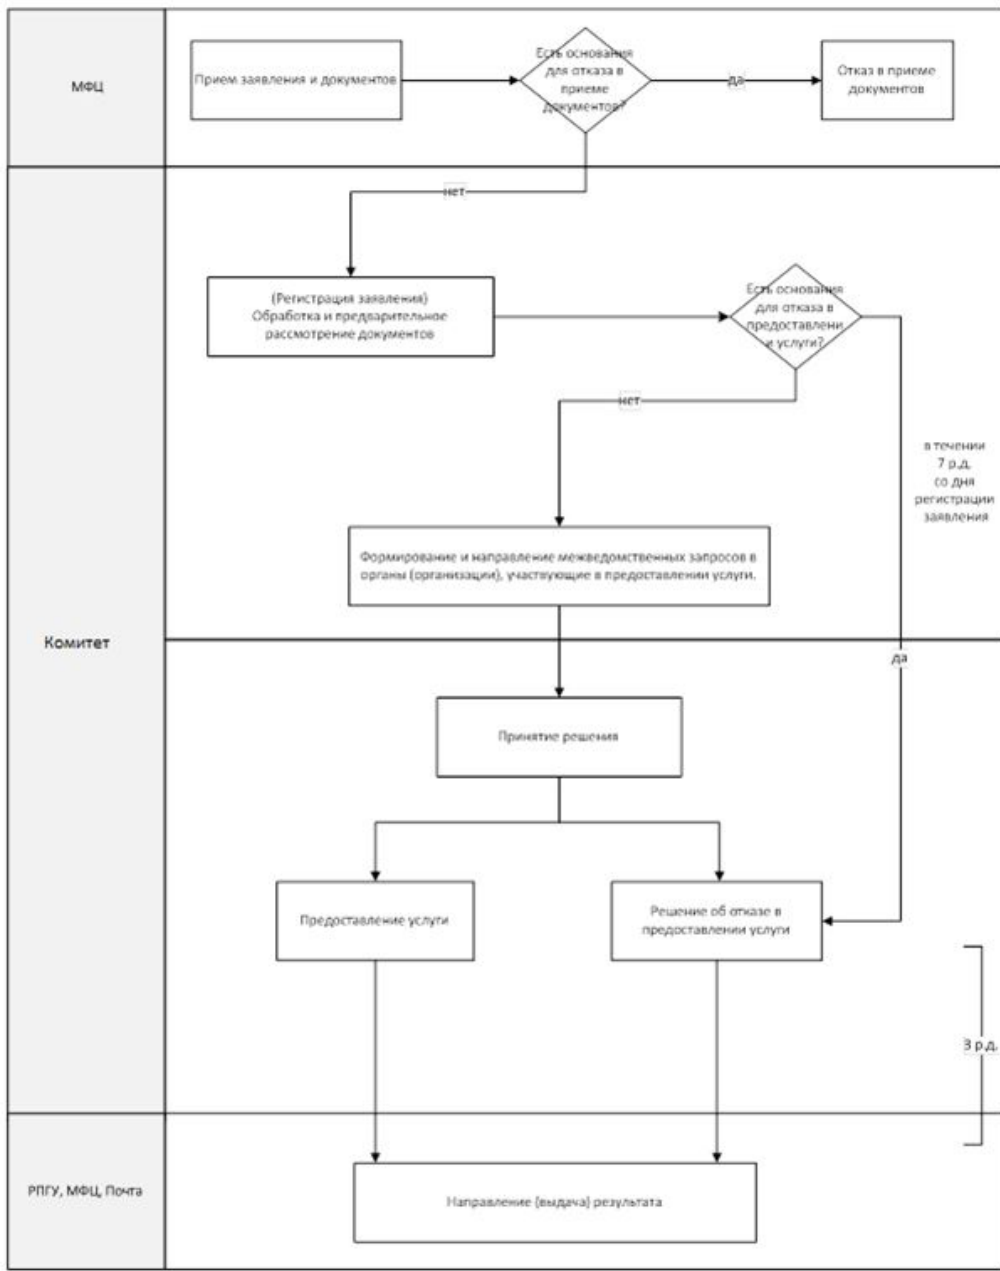 МФЦ
Прием заявления и документов
Есть основания
для отказа в
приеме
документов?
да
Отказ в приеме
документов
нет
Комитет
(Регистрация заявления)
Обработка и предварительное
рассмотрение документов
Есть основания
для отказа в
предоставлени
и услуги?
нет
в течении
7 р.д.
со дня
регистрации
заявления
Формирование и направление межведомственных запросов в
органы (организации), участвующие в предоставлении услуги.
да
Принятие решения
Предоставление услуги
Решение об отказе в
предоставлении услуги
3 р.д.
РПГУ, МФЦ, Почта
Направление (выдача) результата